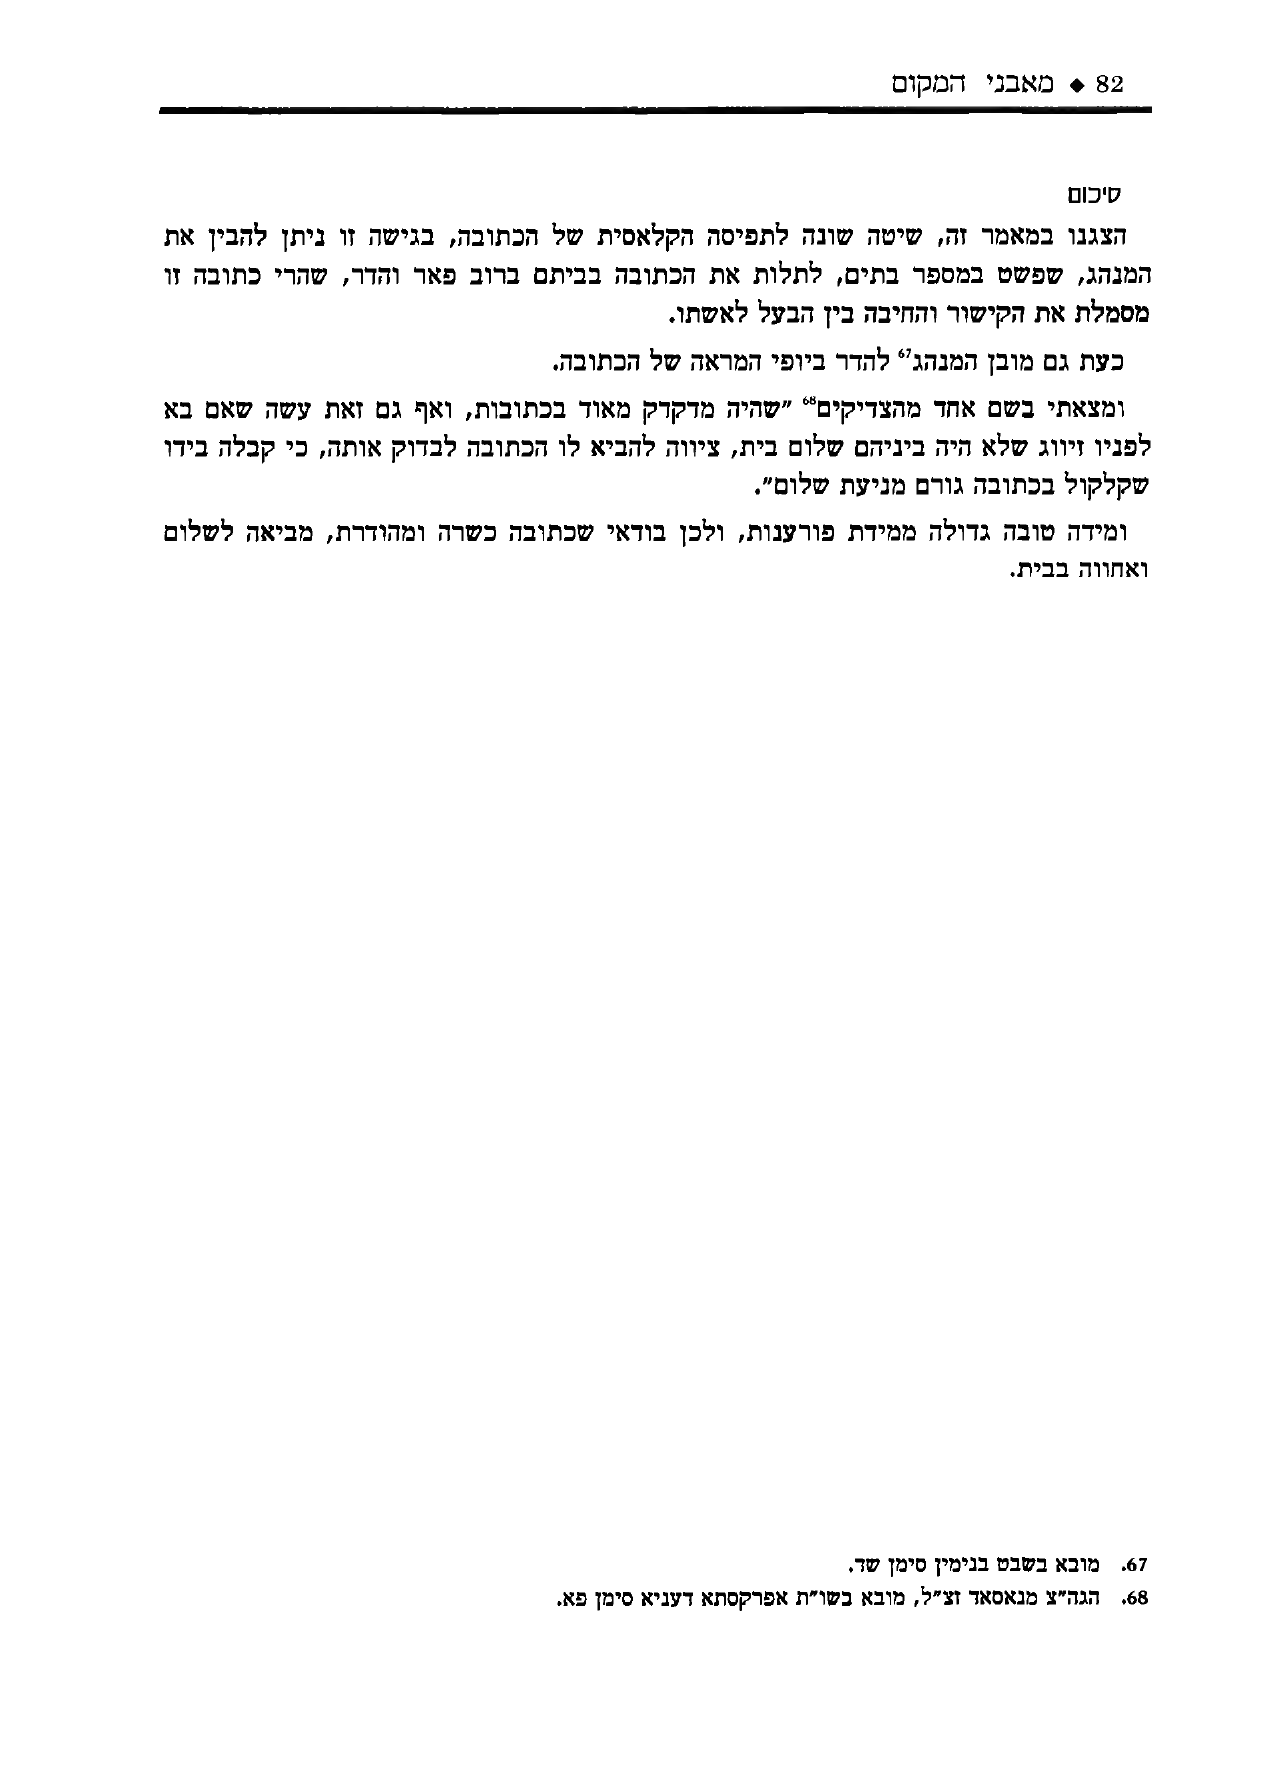 82 ♦ מאבני המקום
סיכום
הצגנו במאמר זה, שיטה שונה לתפיסה הקלאסית של הכתובה, בגישה זו ניתן להבין את
המנהג, שפשט במספר בתים, לתלות את הכתובה בביתם ברוב פאר והדר, שהרי כתובה זו
מסמלת את הקישור והחיבה בין הבעל לאשתו.
כעת גם מובן המנהג67 להדר ביופי המראה של הכתובה.
ומצאתי בשם אחד מהצדיקים68 "שהיה מדקדק מאוד בכתובות, ואף גם זאת עשה שאם בא
לפניו זיווג שלא היה ביניהם שלום בית, ציווה להביא לו הכתובה לבדוק אותה, כי קבלה בידו
שקלקול בכתובה גורם מניעת שלום".
ומידה טובה גדולה ממידת פורענות, ולכן בודאי שכתובה כשרה ומהודרת, מביאה לשלום
ואחווה בבית.
67. מובא בשבט בנימין סימן שד.
68. הגה"צ מנאסאד זצ"ל, מובא בשו"ת אפרקסתא דעניא סימן פא.